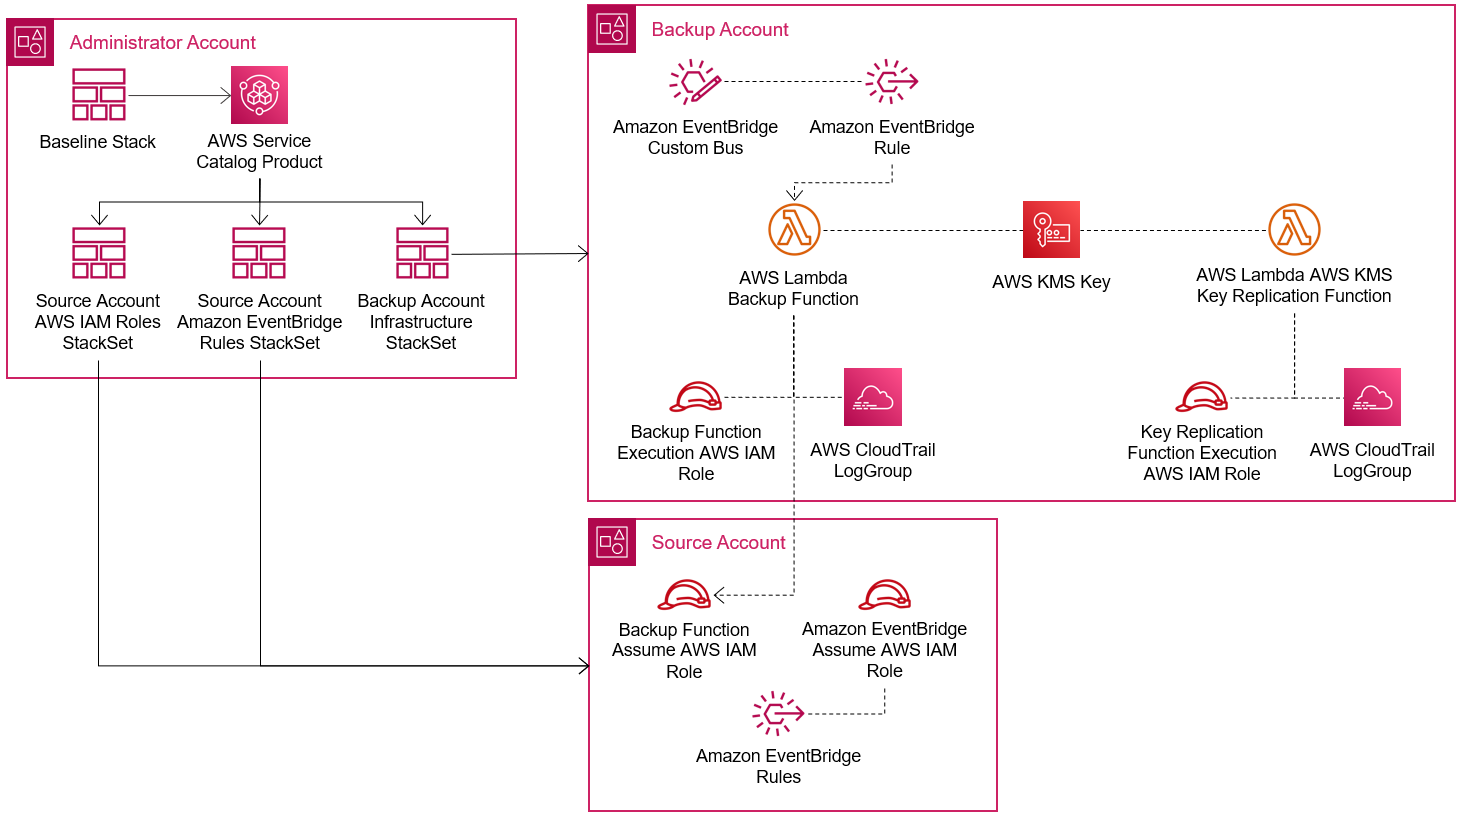 Administrator Account
Baseline Stack
AWS Service
Catalog Product
Source Account
AWS IAM Roles
StackSet
Source Account
Amazon EventBridge
Rules StackSet
Backup Account
Infrastructure
StackSet
Backup Account
Amazon EventBridge
Custom Bus
Amazon EventBridge
Rule
AWS Lambda
Backup Function
AWS KMS Key
AWS Lambda AWS KMS
Key Replication Function
Backup Function
Execution AWS IAM
Role
AWS CloudTrail
LogGroup
Key Replication
Function Execution
AWS IAM Role
AWS CloudTrail
LogGroup
Source Account
Backup Function
Assume AWS IAM
Role
Amazon EventBridge
Assume AWS IAM
Role
Amazon EventBridge
Rules